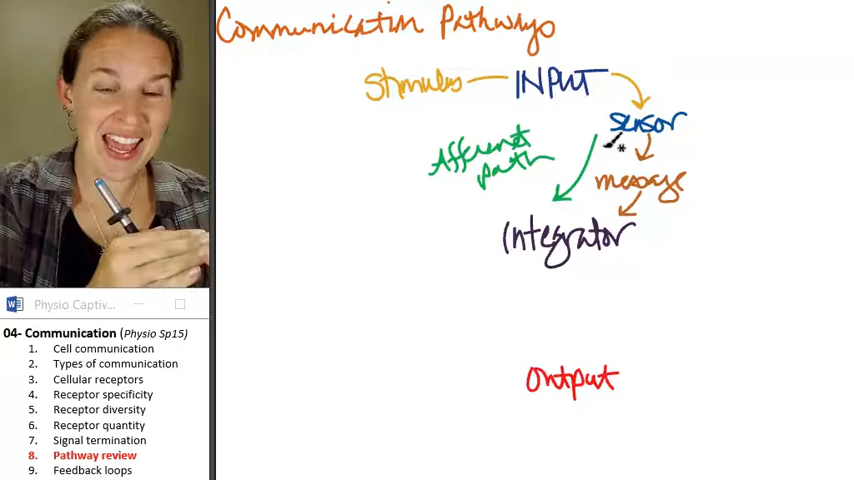 Communication Pathways
Stimulus — INPUT
sensor
Afferent
path
message
Integrator
Output
Physio Captiv...
04- Communication (Physio Sp15)
1. Cell communication
2. Types of communication
3. Cellular receptors
4. Receptor specificity
5. Receptor diversity
6. Receptor quantity
7. Signal termination
8. Pathway review
9. Feedback loops